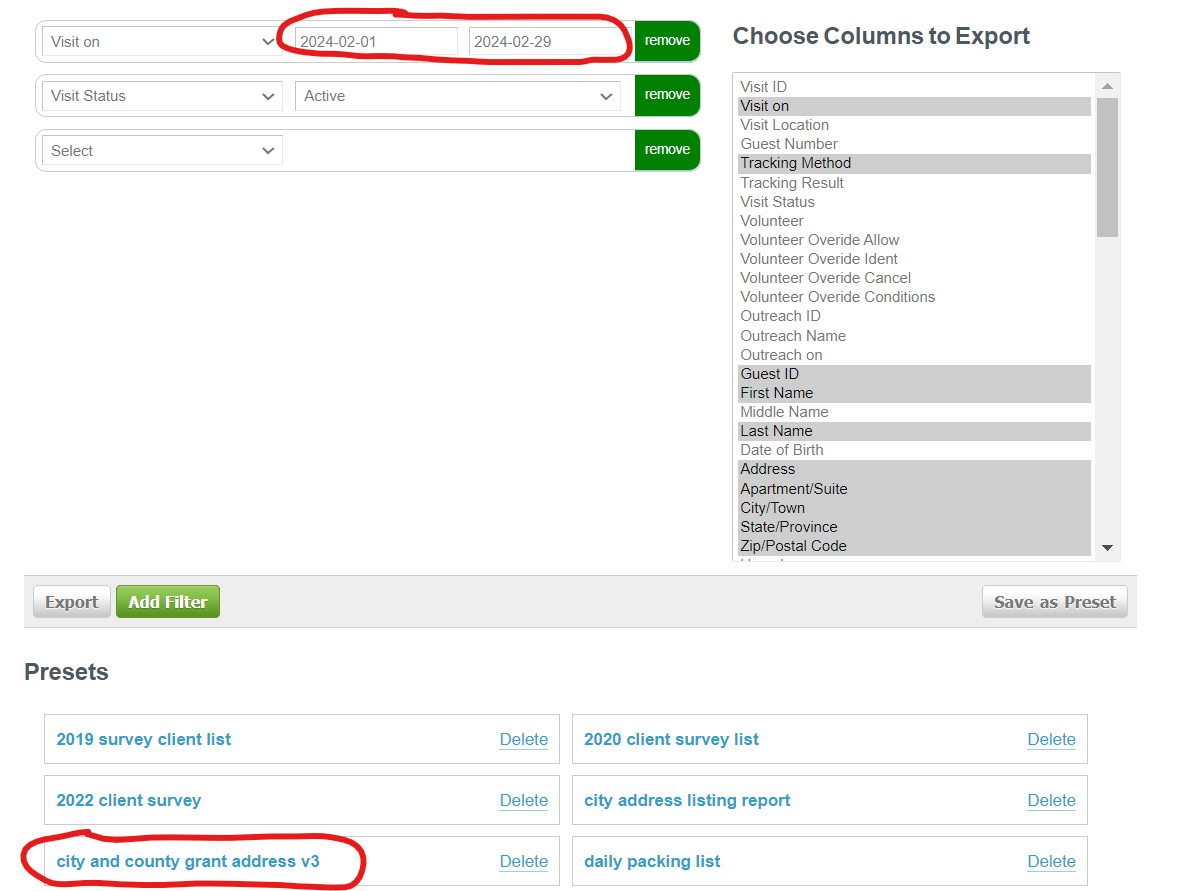 Visit on 2024-02-01 2024-02-29 remove
Visit Status Active remove
Select remove
Choose Columns to Export
Visit ID
Visit on
Visit Location
Guest Number
Tracking Method
Tracking Result
Visit Status
Volunteer
Volunteer Overide Allow
Volunteer Overide Ident
Volunteer Overide Cancel
Volunteer Overide Conditions
Outreach ID
Outreach Name
Outreach on
Guest ID
First Name
Middle Name
Last Name
Date of Birth
Address
Apartment/Suite
City/Town
State/Province
Zip/Postal Code
Export Add Filter Save as Preset
Presets
2019 survey client list Delete 2020 client survey list Delete
2022 client survey Delete city address listing report Delete
city and county grant address v3 Delete daily packing list Delete